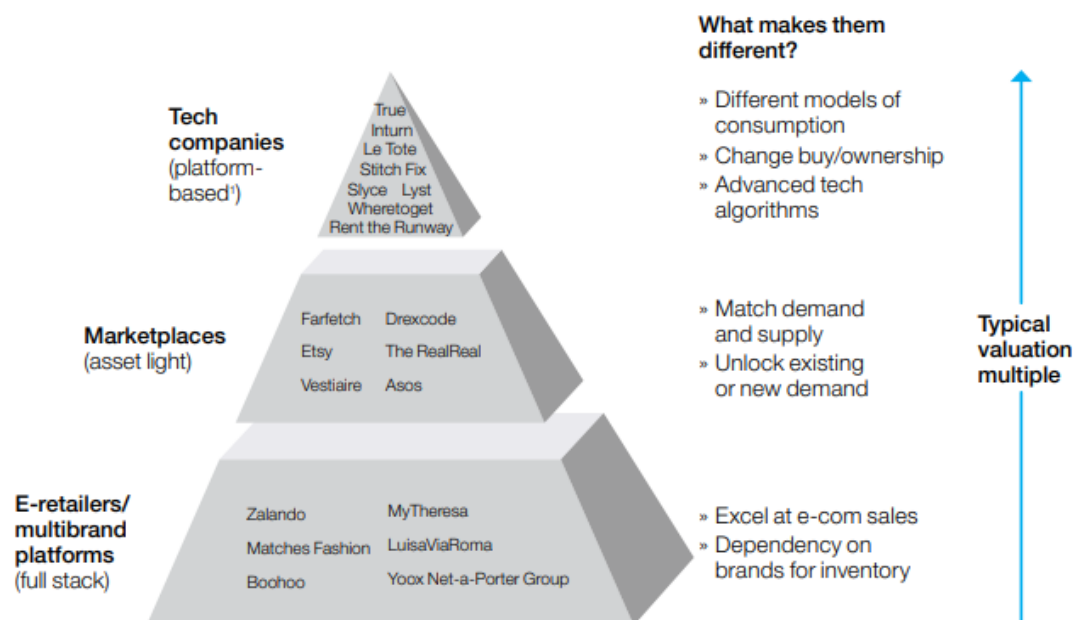 What makes them
different?
Tech
companies
(platform-
based¹)
True
Inturn
Le Tote
Stitch Fix
Slyce Lyst
Wheretoget
Rent the Runway
» Different models of
consumption
» Change buy/ownership
» Advanced tech
algorithms
Marketplaces
(asset light)
Farfetch Drexcode
Etsy The RealReal
Vestiaire Asos
» Match demand
and supply
» Unlock existing
or new demand
Typical
valuation
multiple
E-retailers/
multibrand
platforms
(full stack)
Zalando MyTheresa
Matches Fashion LuisaViaRoma
Boohoo Yoox Net-a-Porter Group
» Excel at e-com sales
» Dependency on
brands for inventory